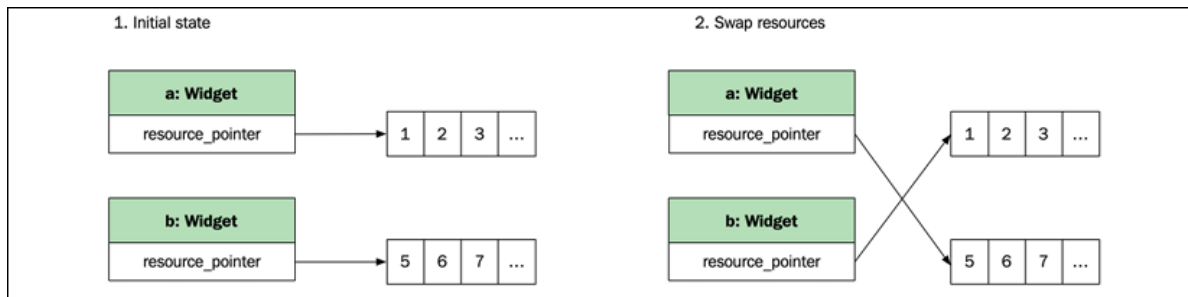 1. Initial state
a: Widget
resource_pointer
1 2 3 ...
b: Widget
resource_pointer
5 6 7 ...
2. Swap resources
a: Widget
resource_pointer
1 2 3 ...
b: Widget
resource_pointer
5 6 7 ...